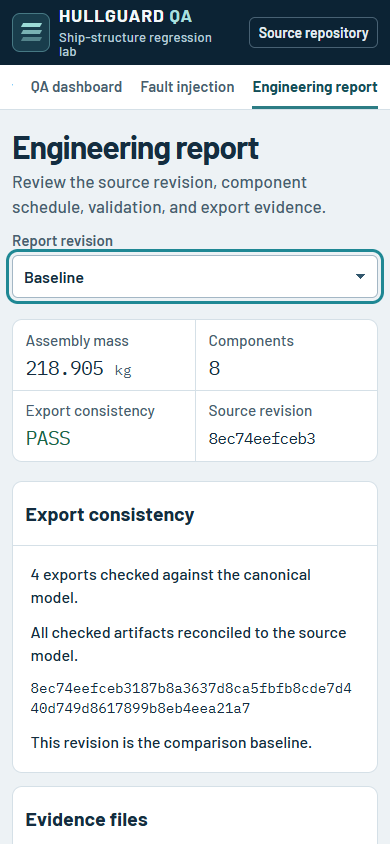 HULLGUARD QA
Ship-structure regression
lab
Source repository
QA dashboard
Fault injection
Engineering report
Engineering report
Review the source revision, component
schedule, validation, and export evidence.
Report revision
Baseline
Assembly mass
218.905 kg
Components
8
Export consistency
PASS
Source revision
8ec74eefceb3
Export consistency
4 exports checked against the canonical
model.
All checked artifacts reconciled to the source
model.
8ec74eefceb3187b8a3637d8ca5fbfb8cde7d4
40d749d8617899b8eb4eea21a7
This revision is the comparison baseline.
Evidence files